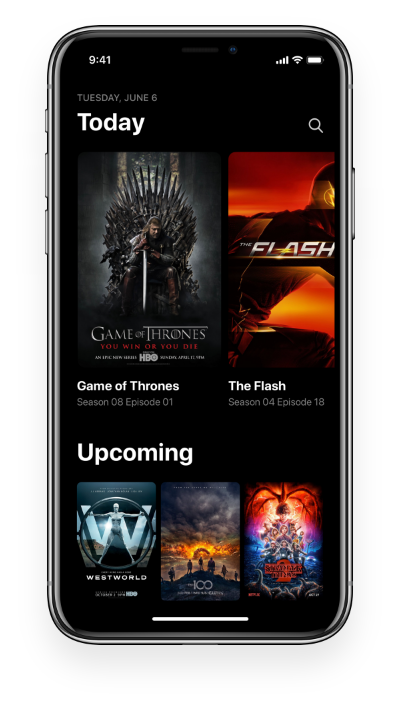 9:41
TUESDAY, JUNE 6
Today
GAME OF THRONES
YOU WIN OR YOU DIE
AN EPIC NEW SERIES HBO SUNDAY, APRIL 17, 9PM
THE FLASH
Game of Thrones
Season 08 Episode 01
The Flash
Season 04 Episode 18
Upcoming
WESTWORLD
HBO
THE 100
STRANGER THINGS
NETFLIX
OCT 27